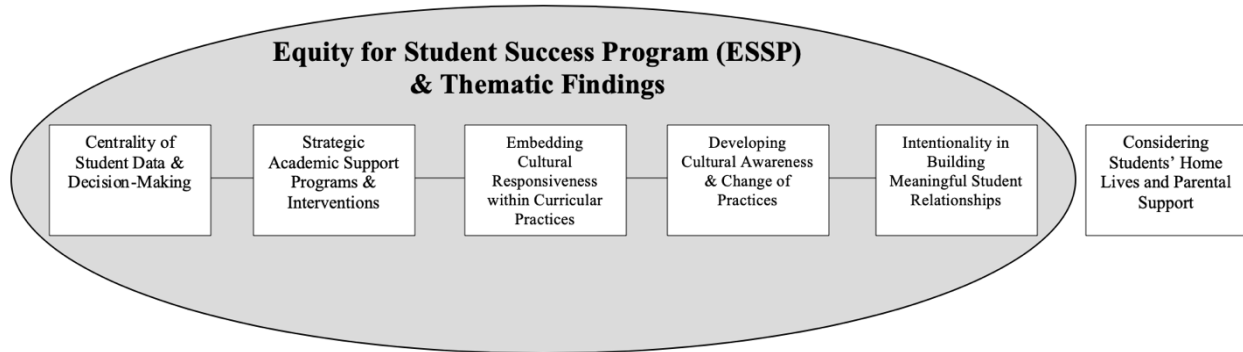 Equity for Student Success Program (ESSP)
& Thematic Findings
Centrality of
Student Data &
Decision-Making
Strategic
Academic Support
Programs &
Interventions
Embedding
Cultural
Responsiveness
within Curricular
Practices
Developing
Cultural Awareness
& Change of
Practices
Intentionality in
Building
Meaningful Student
Relationships
Considering
Students’ Home
Lives and Parental
Support